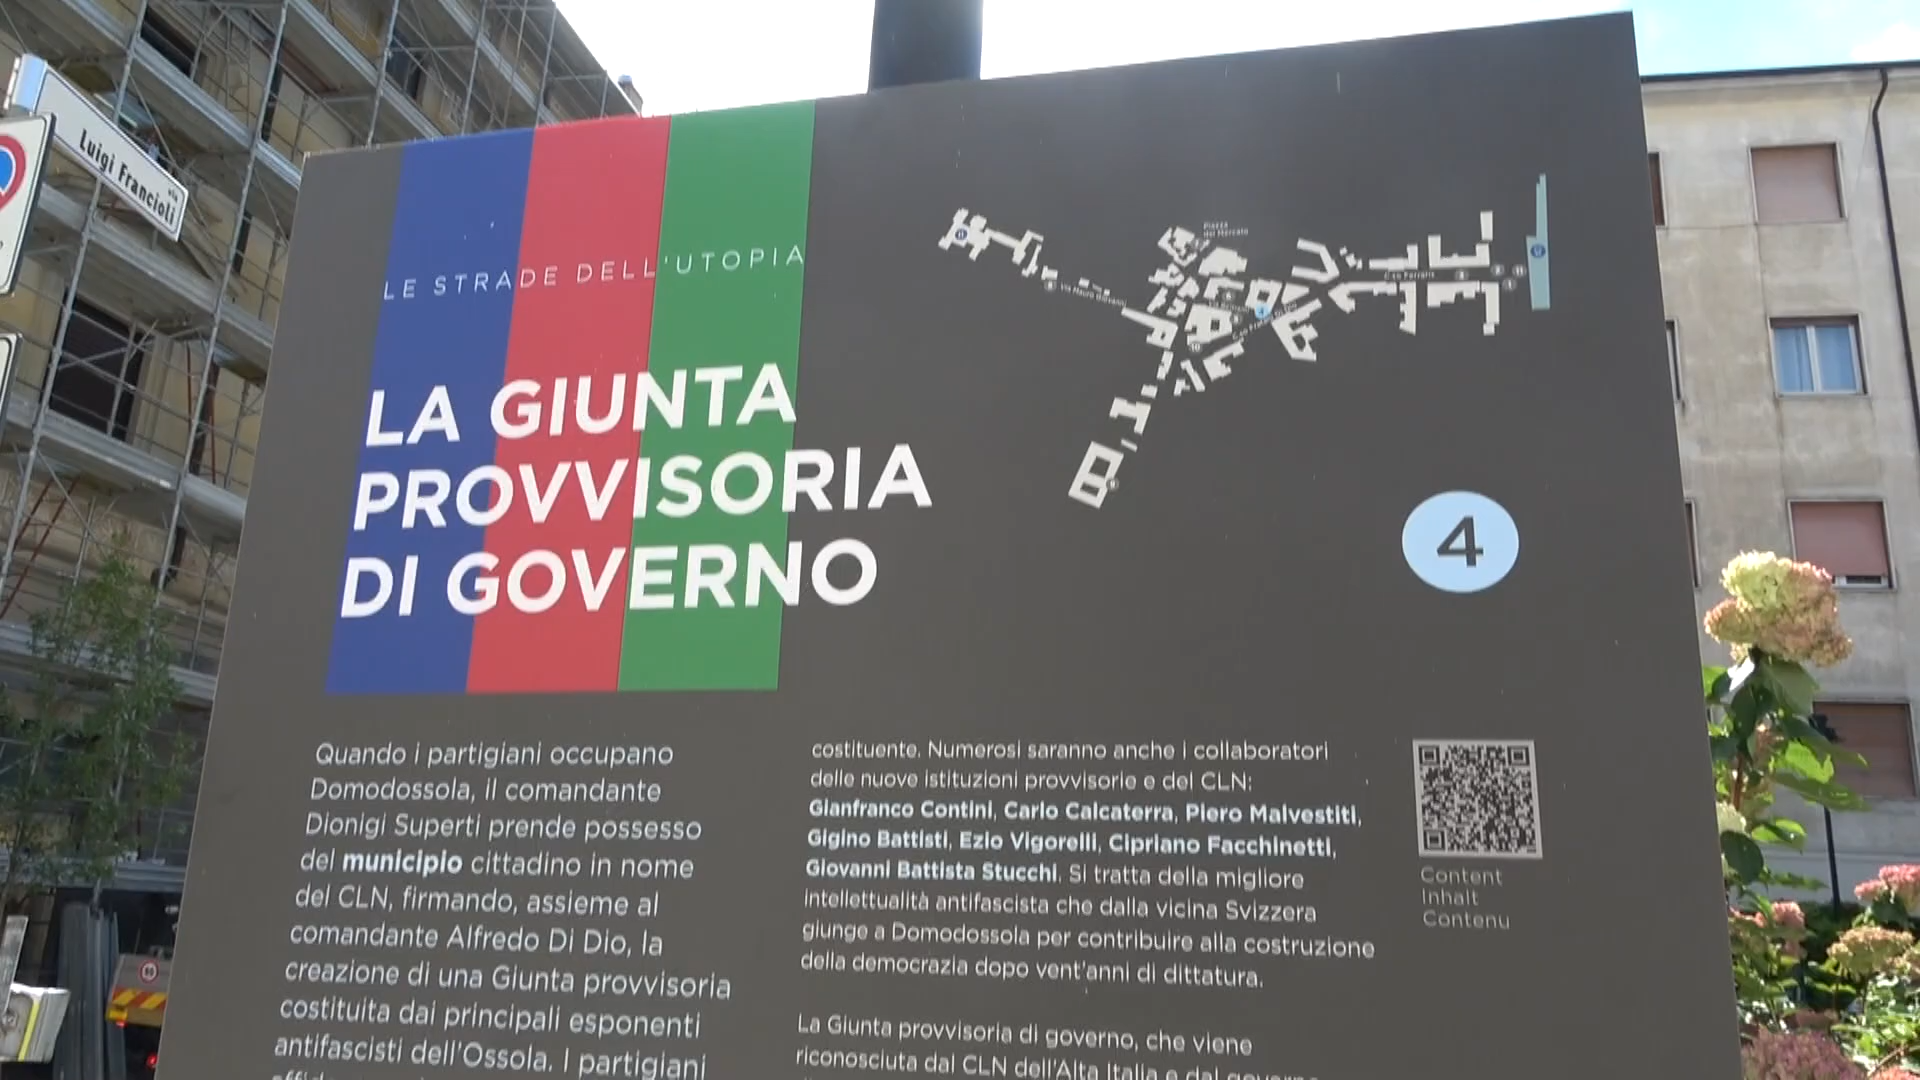 via
Luigi Francioli
LE STRADE DELL'UTOPIA
LA GIUNTA
PROVVISORIA
DI GOVERNO
Piazza
del Mercato
4
Quando i partigiani occupano
Domodossola, il comandante
Dionigi Superti prende possesso
del municipio cittadino in nome
del CLN, firmando, assieme al
comandante Alfredo Di Dio, la
creazione di una Giunta provvisoria
costituita dai principali esponenti
antifascisti dell'Ossola. I partigiani
costituente. Numerosi saranno anche i collaboratori
delle nuove istituzioni provvisorie e del CLN:
Gianfranco Contini, Carlo Calcaterra, Piero Malvestiti,
Gigino Battisti, Ezio Vigorelli, Cipriano Facchinetti,
Giovanni Battista Stucchi. Si tratta della migliore
intellettualità antifascista che dalla vicina Svizzera
giunge a Domodossola per contribuire alla costruzione
della democrazia dopo vent'anni di dittatura.
La Giunta provvisoria di governo, che viene
riconosciuta dal CLN dell'Alta Italia e dal
Content
Inhalt
Contenu